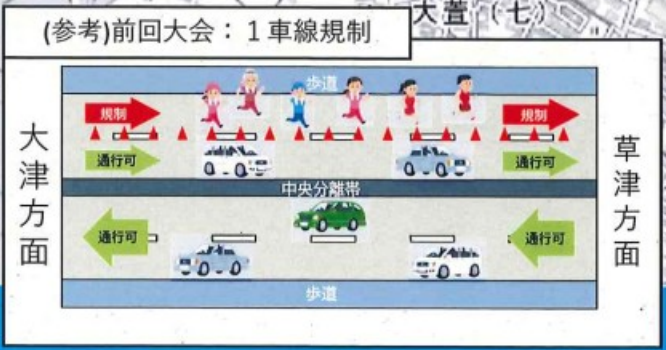 大萱（七）
(参考)前回大会：１車線規制
歩道
規制
規制
大津方面
草津方面
通行可
通行可
中央分離帯
通行可
通行可
歩道